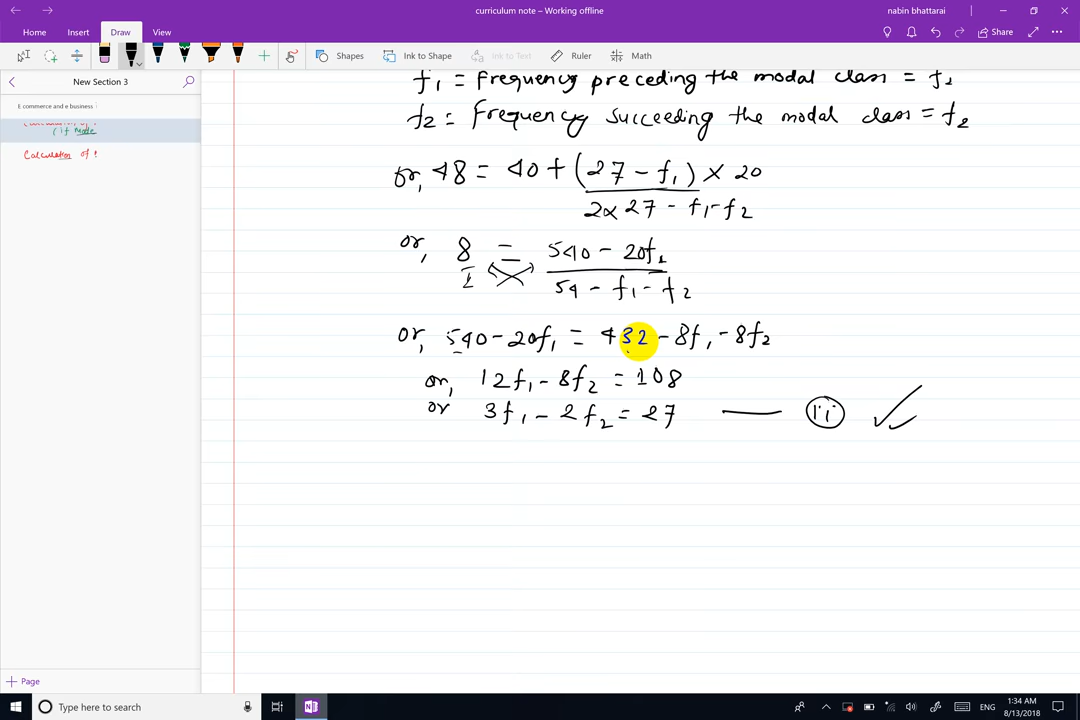 curriculum note – Working offline
nabin bhattarai
Home Insert Draw View
Share
Shapes Ink to Shape Ink to Text Ruler Math
New Section 3
E commerce and e business
(if mode
Calculation of
f1 = Frequency preceding the modal class = f1
f2 = Frequency succeeding the modal class = f2
or, 48 = 40 + (27 - f1) × 20
2×27 - f1 - f2
or, 8 = 540 - 20f1
1 54 - f1 - f2
or, 540 - 20f1 = 432 - 8f1 - 8f2
or, 12f1 - 8f2 = 108
or 3f1 - 2f2 = 27 — (ii)
+ Page
Type here to search
ENG
1:34 AM
8/13/2018